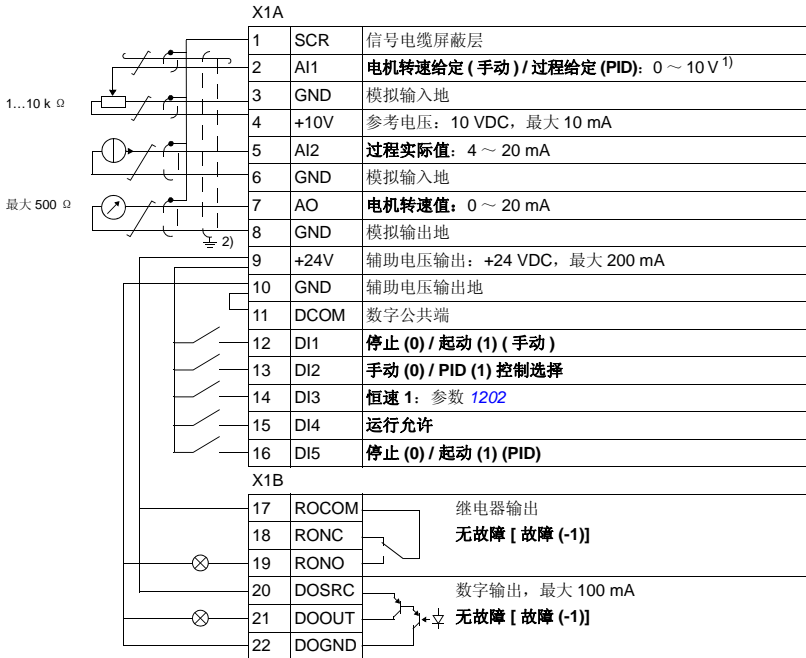 X1A
1 SCR 信号电缆屏蔽层
2 AI1 电机转速给定 ( 手动 ) / 过程给定 (PID): 0 ～ 10 V 1)
1…10 k Ω
3 GND 模拟输入地
4 +10V 参考电压：10 VDC，最大 10 mA
5 AI2 过程实际值：4 ～ 20 mA
6 GND 模拟输入地
最大 500 Ω
7 AO 电机转速值：0 ～ 20 mA
8 GND 模拟输出地
2)
9 +24V 辅助电压输出：+24 VDC，最大 200 mA
10 GND 辅助电压输出地
11 DCOM 数字公共端
12 DI1 停止 (0) / 起动 (1) ( 手动 )
13 DI2 手动 (0) / PID (1) 控制选择
14 DI3 恒速 1：参数 1202
15 DI4 运行允许
16 DI5 停止 (0) / 起动 (1) (PID)
X1B
17 ROCOM 继电器输出
18 RONC 无故障 [ 故障 (-1)]
19 RONO
20 DOSRC 数字输出，最大 100 mA
21 DOOUT 无故障 [ 故障 (-1)]
22 DOGND